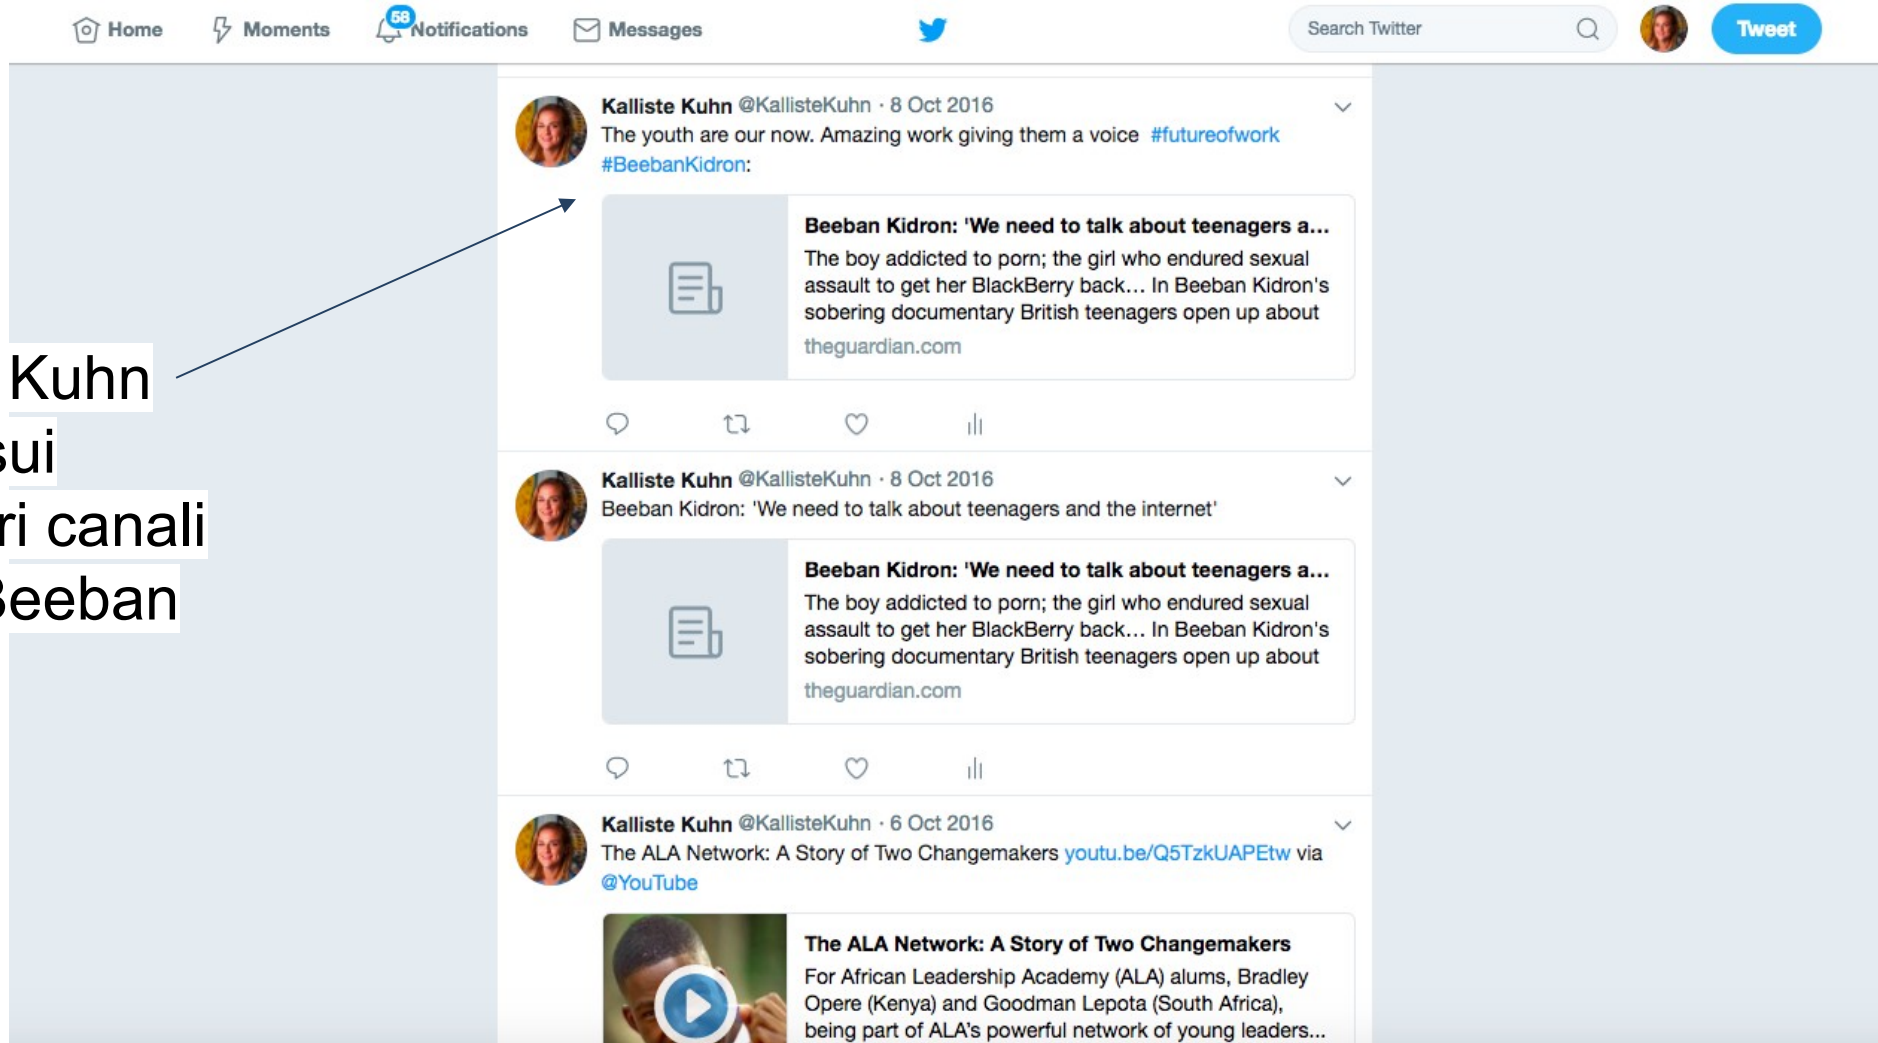 Home Moments 58 Notifications Messages Search Twitter Tweet
Kalliste Kuhn @KallisteKuhn · 8 Oct 2016
The youth are our now. Amazing work giving them a voice #futureofwork
#BeebanKidron:
Beeban Kidron: 'We need to talk about teenagers a...
The boy addicted to porn; the girl who endured sexual
assault to get her BlackBerry back... In Beeban Kidron's
sobering documentary British teenagers open up about
theguardian.com
Kuhn
sui
ri canali
Beeban
Kalliste Kuhn @KallisteKuhn · 8 Oct 2016
Beeban Kidron: 'We need to talk about teenagers and the internet'
Beeban Kidron: 'We need to talk about teenagers a...
The boy addicted to porn; the girl who endured sexual
assault to get her BlackBerry back... In Beeban Kidron's
sobering documentary British teenagers open up about
theguardian.com
Kalliste Kuhn @KallisteKuhn · 6 Oct 2016
The ALA Network: A Story of Two Changemakers youtu.be/Q5TzkUAPEtw via
@YouTube
The ALA Network: A Story of Two Changemakers
For African Leadership Academy (ALA) alums, Bradley
Opere (Kenya) and Goodman Lepota (South Africa),
being part of ALA's powerful network of young leaders...